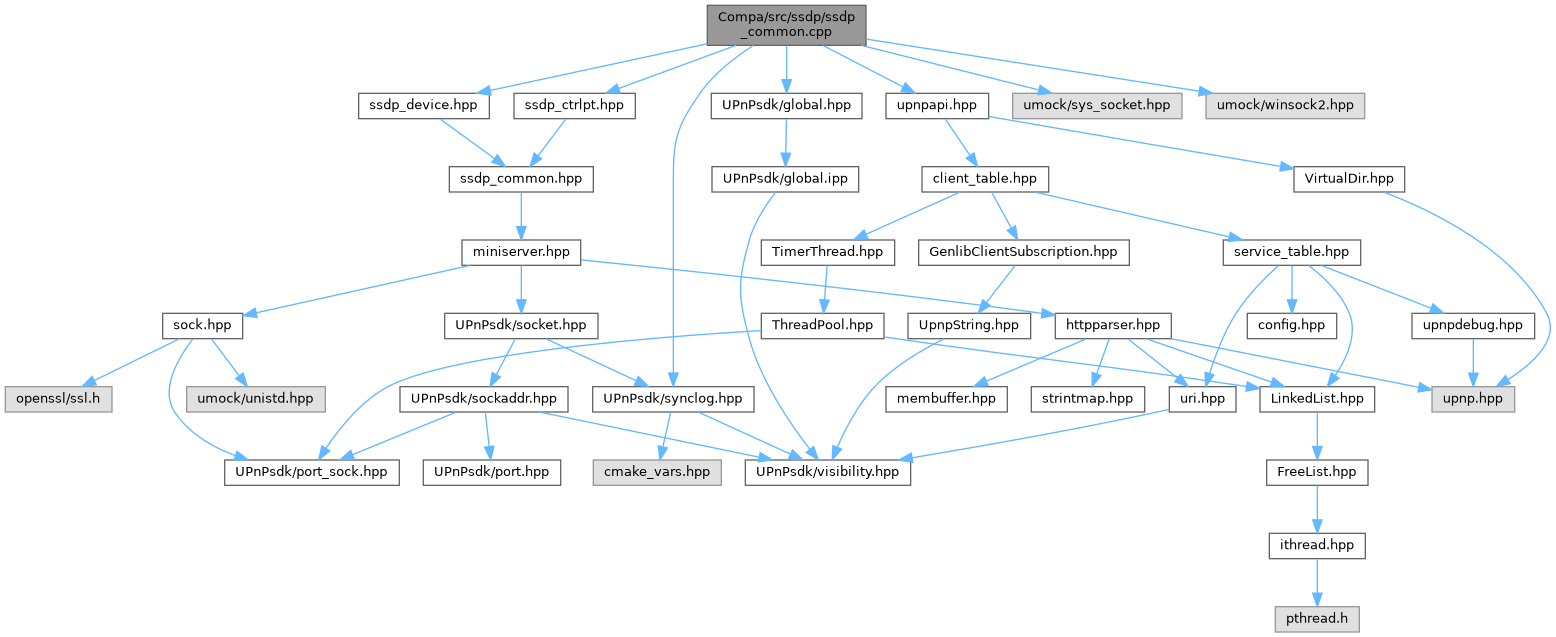 Compa/src/ssdp/ssdp
_common.cpp
ssdp_device.hpp
ssdp_ctrlpt.hpp
UPnPsdk/global.hpp
upnpapi.hpp
umock/sys_socket.hpp
umock/winsock2.hpp
ssdp_common.hpp
UPnPsdk/global.ipp
client_table.hpp
VirtualDir.hpp
miniserver.hpp
TimerThread.hpp
GenlibClientSubscription.hpp
service_table.hpp
sock.hpp
UPnPsdk/socket.hpp
ThreadPool.hpp
UpnpString.hpp
httpparser.hpp
config.hpp
upnpdebug.hpp
openssl/ssl.h
umock/unistd.hpp
UPnPsdk/sockaddr.hpp
UPnPsdk/synclog.hpp
membuffer.hpp
strintmap.hpp
uri.hpp
LinkedList.hpp
upnp.hpp
UPnPsdk/port_sock.hpp
UPnPsdk/port.hpp
cmake_vars.hpp
UPnPsdk/visibility.hpp
FreeList.hpp
ithread.hpp
pthread.h